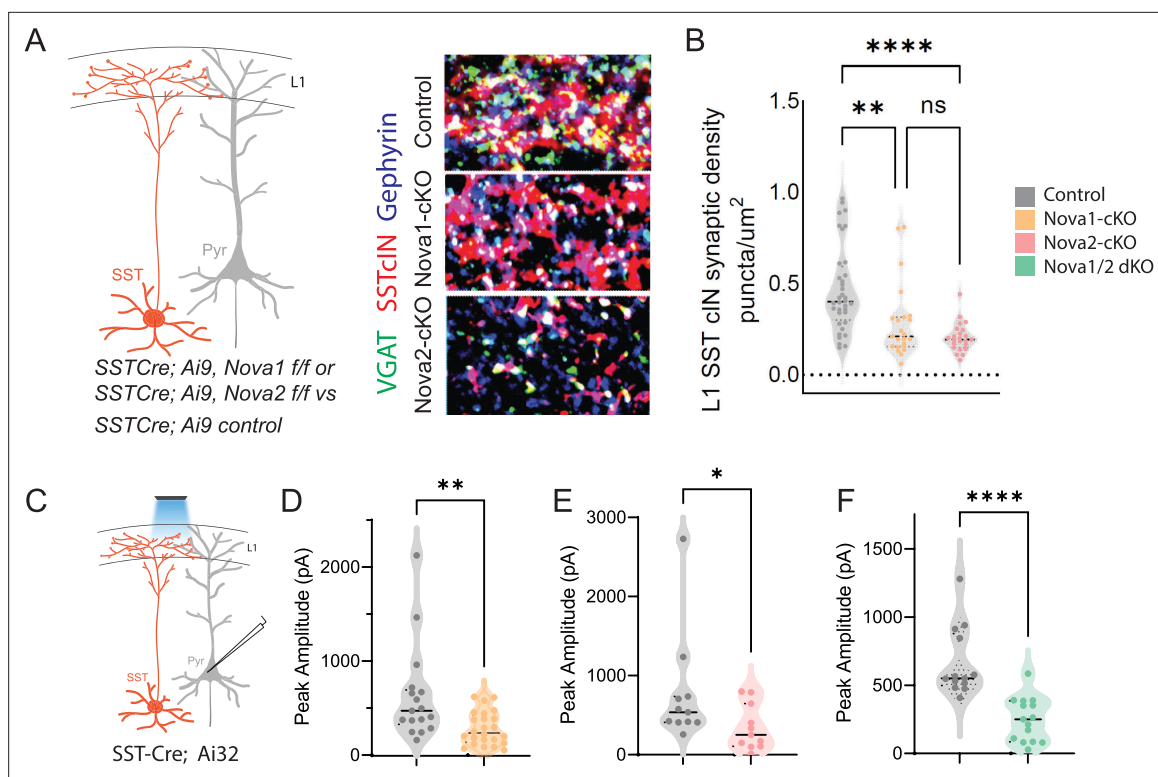 A
L1
Pyr
SST
SSTCre; Ai9, Nova1 f/f or
SSTCre; Ai9, Nova2 f/f vs
SSTCre; Ai9 control
VGAT SSTcIN Gephyrin
Control
Nova1-cKO
Nova2-cKO
B
****
**
ns
L1 SST cIN synaptic density
puncta/um²
1.5
1.0
0.5
0.0
Control
Nova1-cKO
Nova2-cKO
Nova1/2 dKO
C
L1
Pyr
SST
SST-Cre; Ai32
D
**
Peak Amplitude (pA)
2000
1000
0
E
*
Peak Amplitude (pA)
3000
2000
1000
0
F
****
Peak Amplitude (pA)
1500
1000
500
0